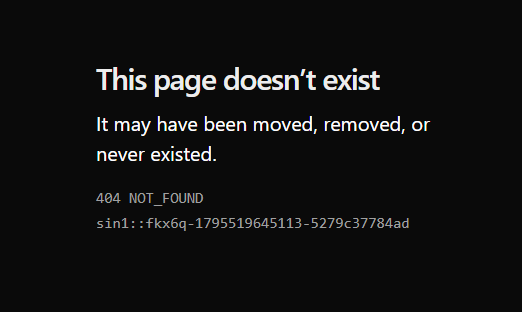 This page doesn’t exist
It may have been moved, removed, or
never existed.
404 NOT_FOUND
sin1::fkx6q-1795519645113-5279c37784ad